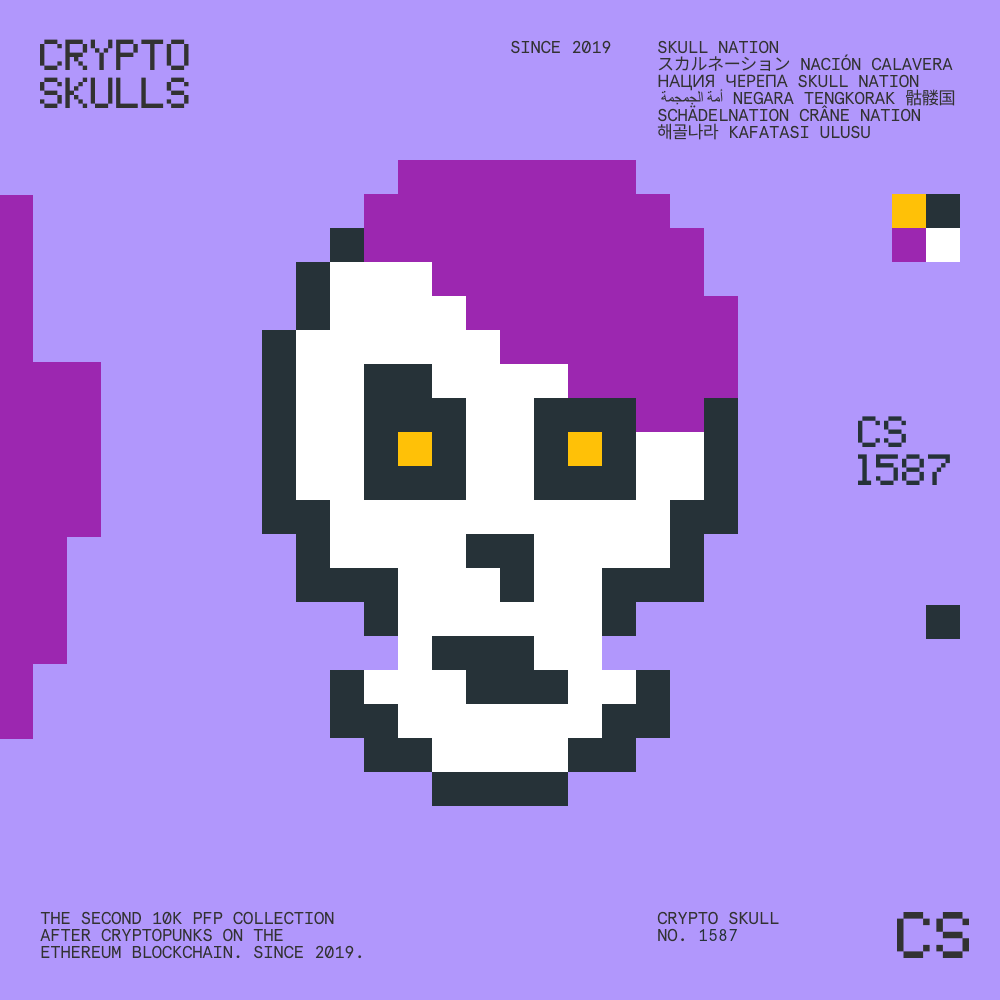 CRYPTO
SKULLS
SINCE 2019
SKULL NATION
スカルネーション NACIÓN CALAVERA
НАЦИЯ ЧЕРЕПА SKULL NATION
أمة الجمجمة NEGARA TENGKORAK 骷髅国
SCHÄDELNATION CRÂNE NATION
해골나라 KAFATASI ULUSU
CS
1587
THE SECOND 10K PFP COLLECTION
AFTER CRYPTOPUNKS ON THE
ETHEREUM BLOCKCHAIN. SINCE 2019.
CRYPTO SKULL
NO. 1587
CS